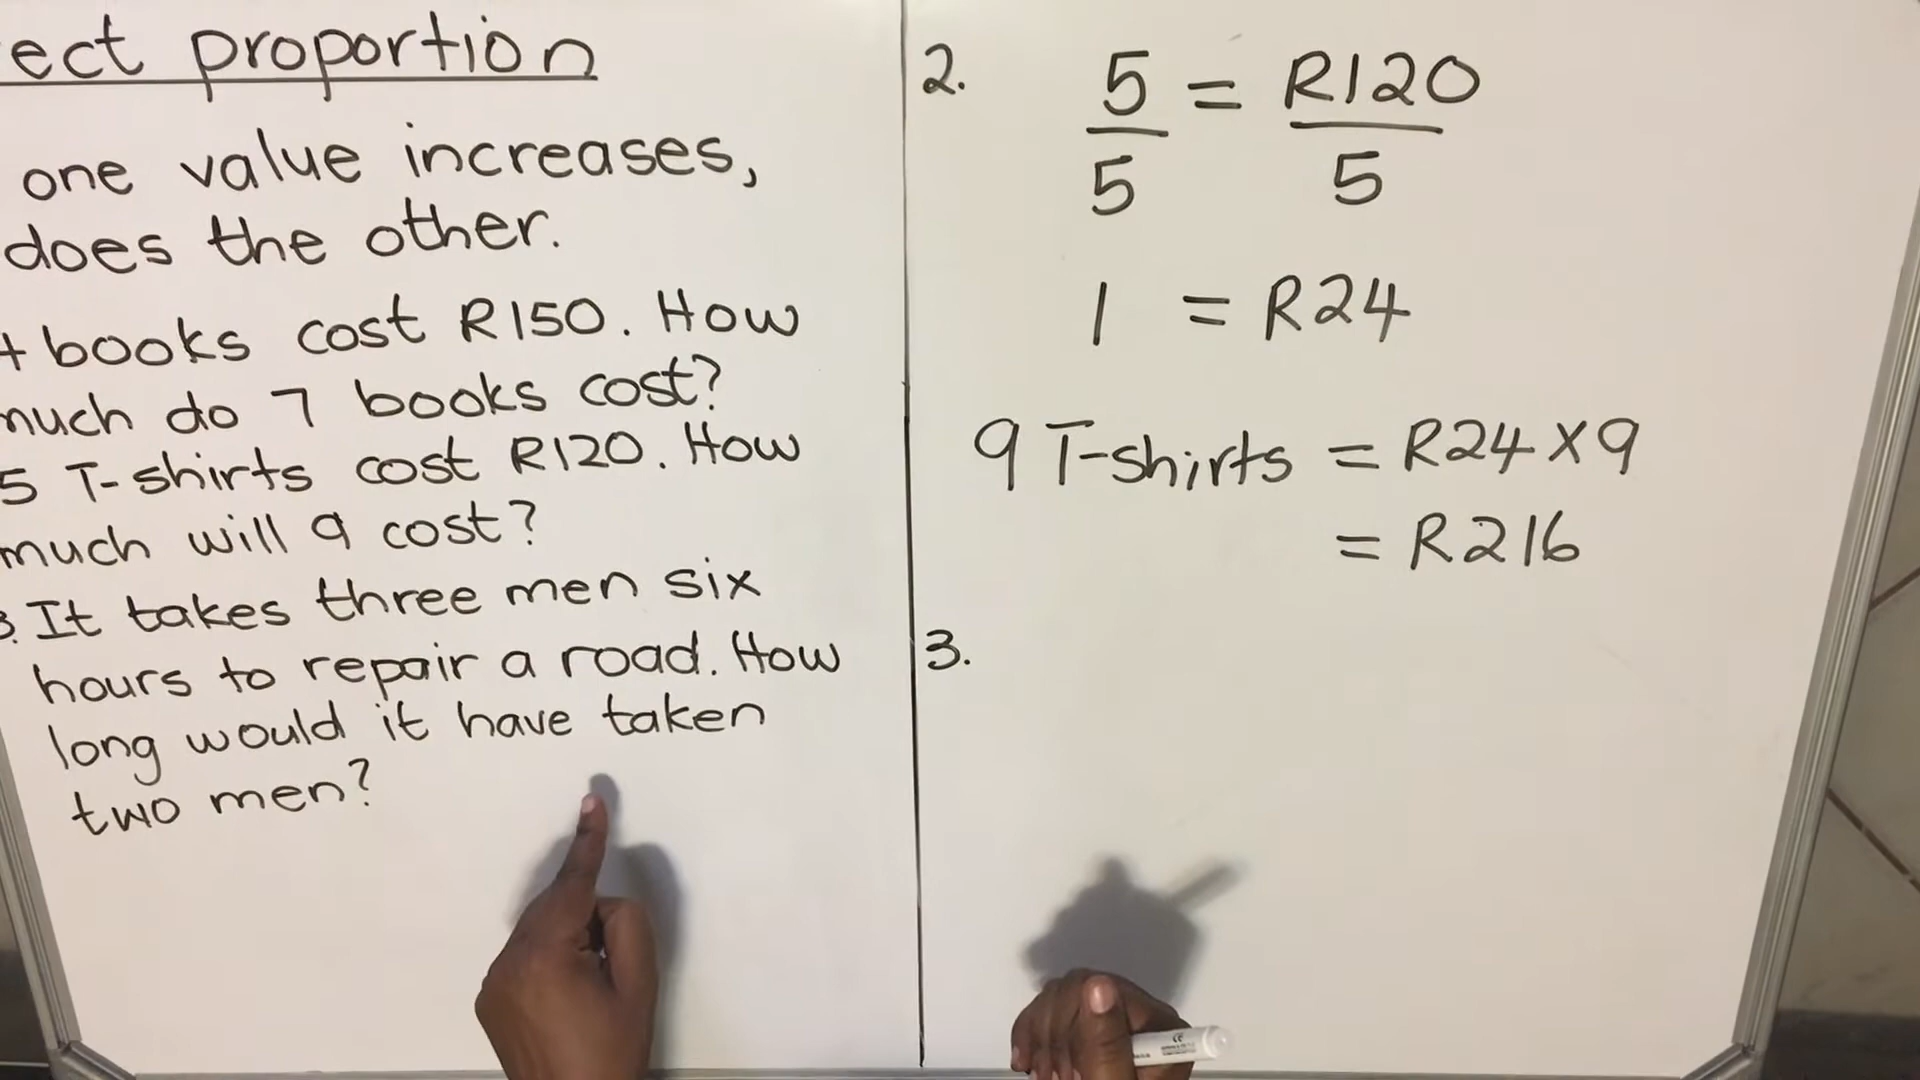 ect proportion
one value increases,
does the other.
4 books cost R150. How
much do 7 books cost?
5 T-shirts cost R120. How
much will 9 cost?
3. It takes three men six
hours to repair a road. How
long would it have taken
two men?
2. 5 = R120
5 5
1 = R24
9 T-shirts = R24×9
= R216
3.